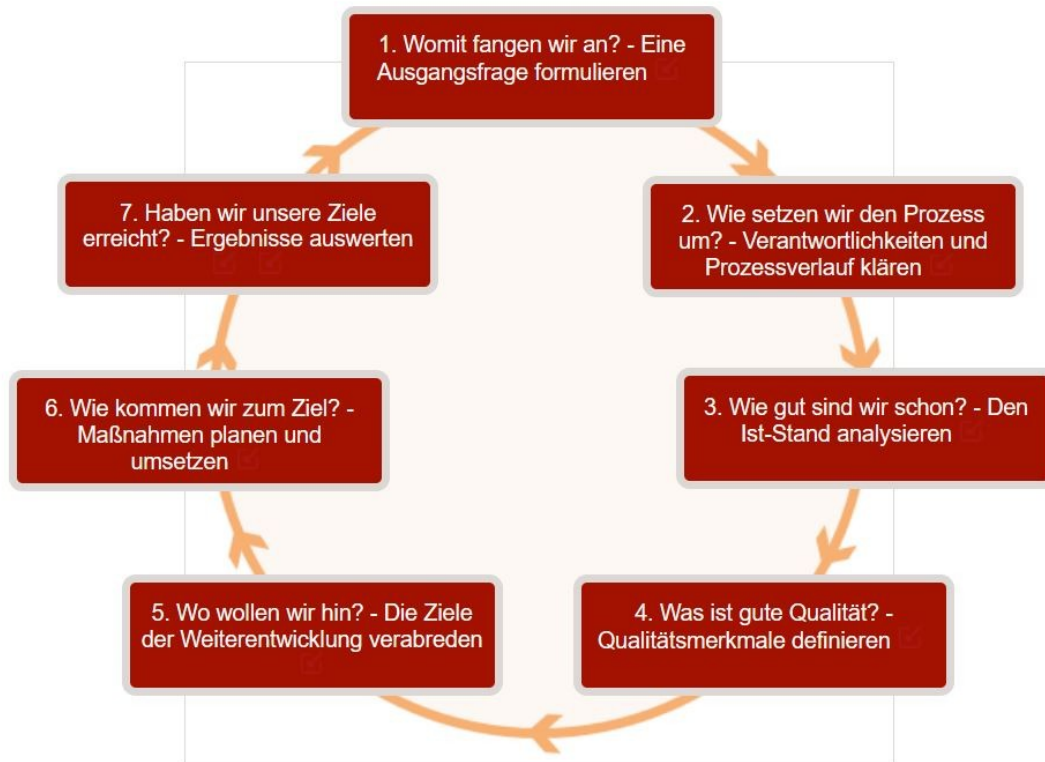 1. Womit fangen wir an? - Eine
Ausgangsfrage formulieren
2. Wie setzen wir den Prozess
um? - Verantwortlichkeiten und
Prozessverlauf klären
3. Wie gut sind wir schon? - Den
Ist-Stand analysieren
4. Was ist gute Qualität? -
Qualitätsmerkmale definieren
5. Wo wollen wir hin? - Die Ziele
der Weiterentwicklung verabreden
6. Wie kommen wir zum Ziel? -
Maßnahmen planen und
umsetzen
7. Haben wir unsere Ziele
erreicht? - Ergebnisse auswerten